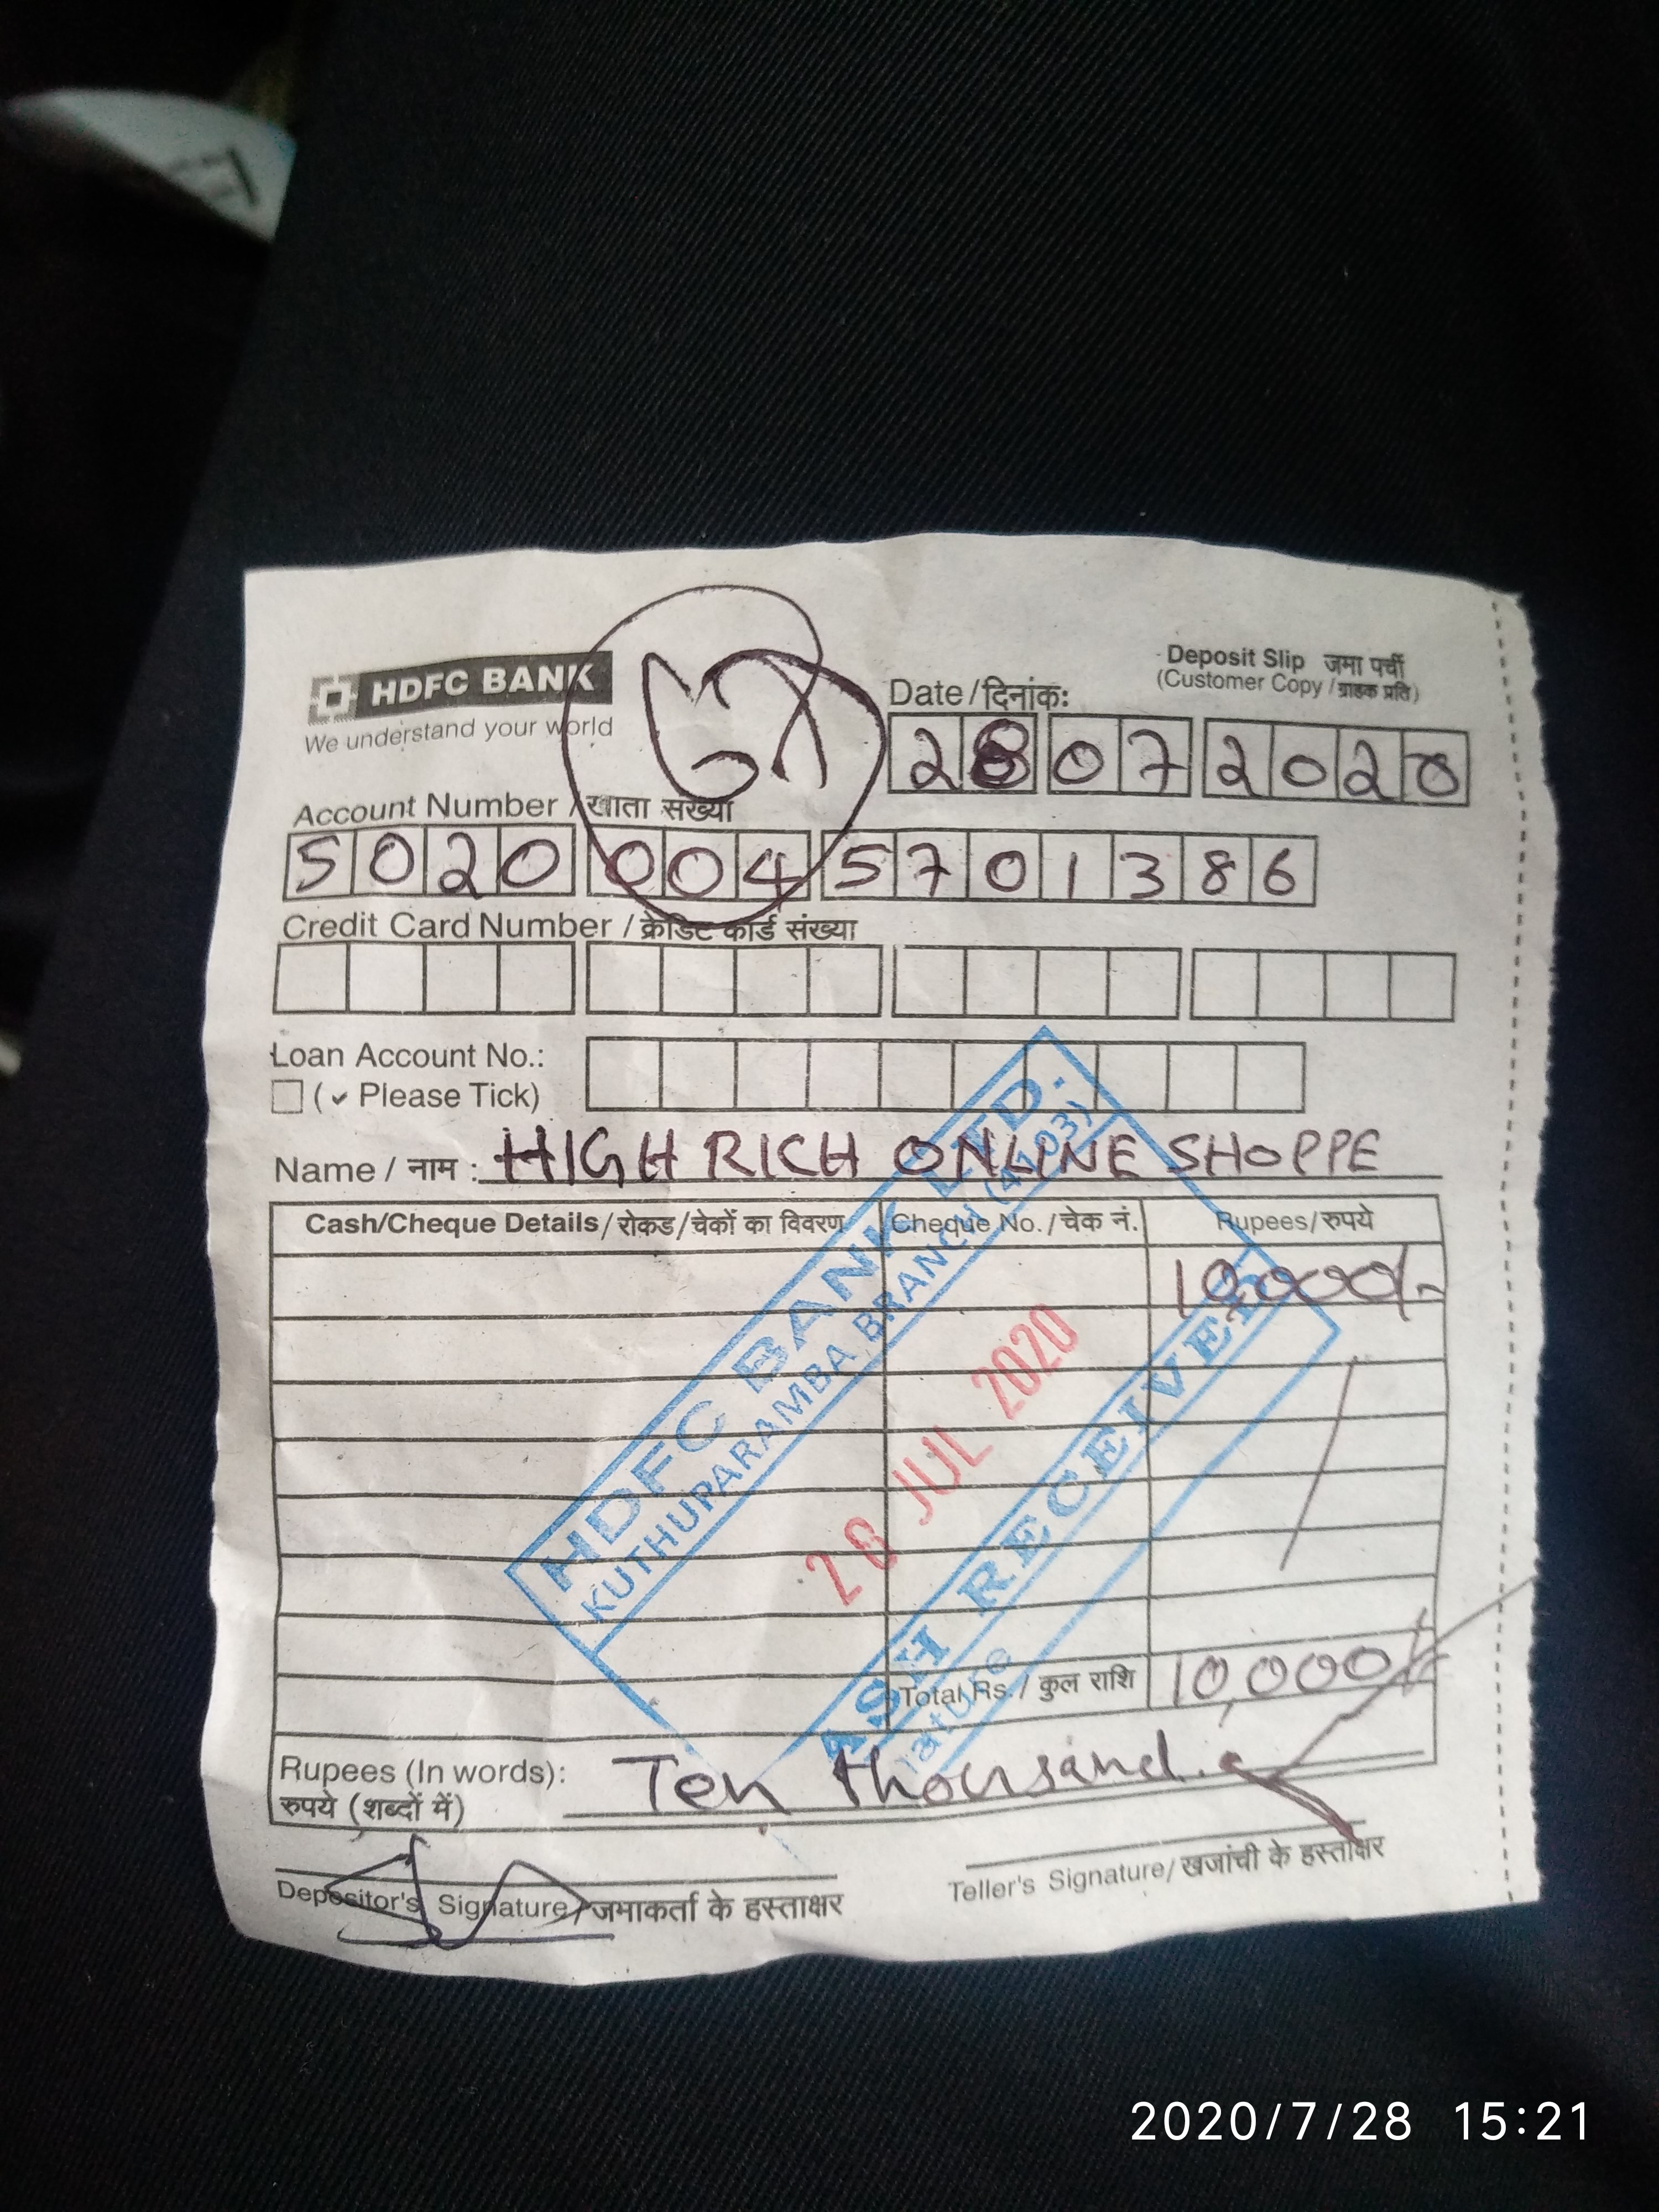 HDFC BANK
We understand your world
Deposit Slip जमा पर्ची
(Customer Copy / ग्राहक प्रति)
Date / दिनांक:
28 07 2020
Account Number / खाता संख्या
5020 004 5701386
Credit Card Number / क्रेडिट कार्ड संख्या
Loan Account No.:
( ✓ Please Tick)
Name / नाम : HIGH RICH ONLINE SHOPPE
Cash/Cheque Details/रोकड/चेकों का विवरण Cheque No./चेक नं. Rupees/रुपये
10,000/-
HDFC BANK LTD.
KUTHUPARAMBA BRANCH (4103)
28 JUL 2020
ASH RECEIVED
Total Rs. / कुल राशि 10,000/-
Rupees (In words): Ten thousand.
रुपये (शब्दों में)
Depositor's Signature/जमाकर्ता के हस्ताक्षर
Teller's Signature/खजांची के हस्ताक्षर
2020/7/28 15:21